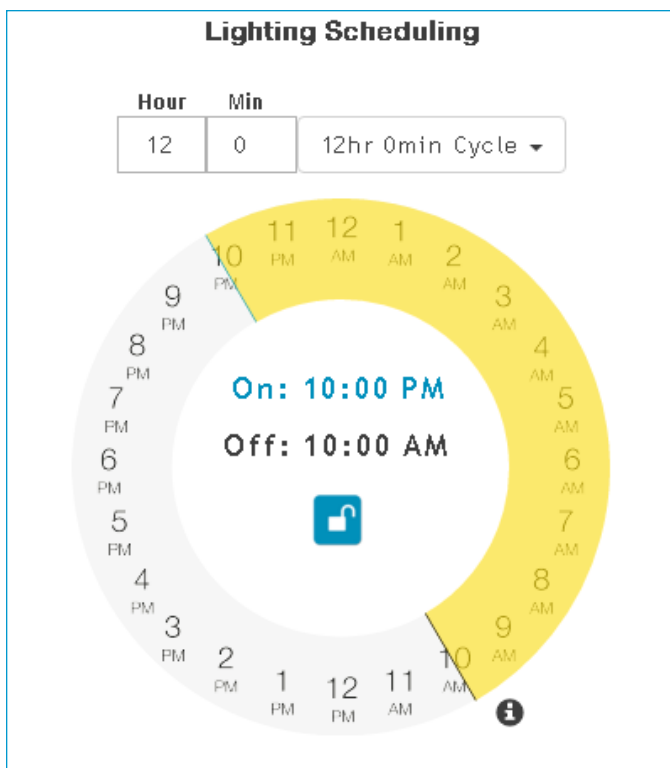 Lighting Scheduling
Hour Min
12 0 12hr 0min Cycle
12
AM
1
AM
2
AM
3
AM
4
AM
5
AM
6
AM
7
AM
8
AM
9
AM
10
AM
11
AM
12
PM
1
PM
2
PM
3
PM
4
PM
5
PM
6
PM
7
PM
8
PM
9
PM
10
PM
11
PM
On: 10:00 PM
Off: 10:00 AM
i